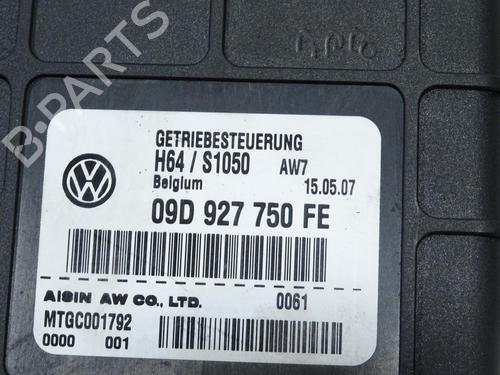 B-PARTS
GETRIEBESTEUERUNG
H64 / S1050 AW7
Belgium 15.05.07
09D 927 750 FE
AISIN AW CO., LTD. 0061
MTGC001792
0000 001